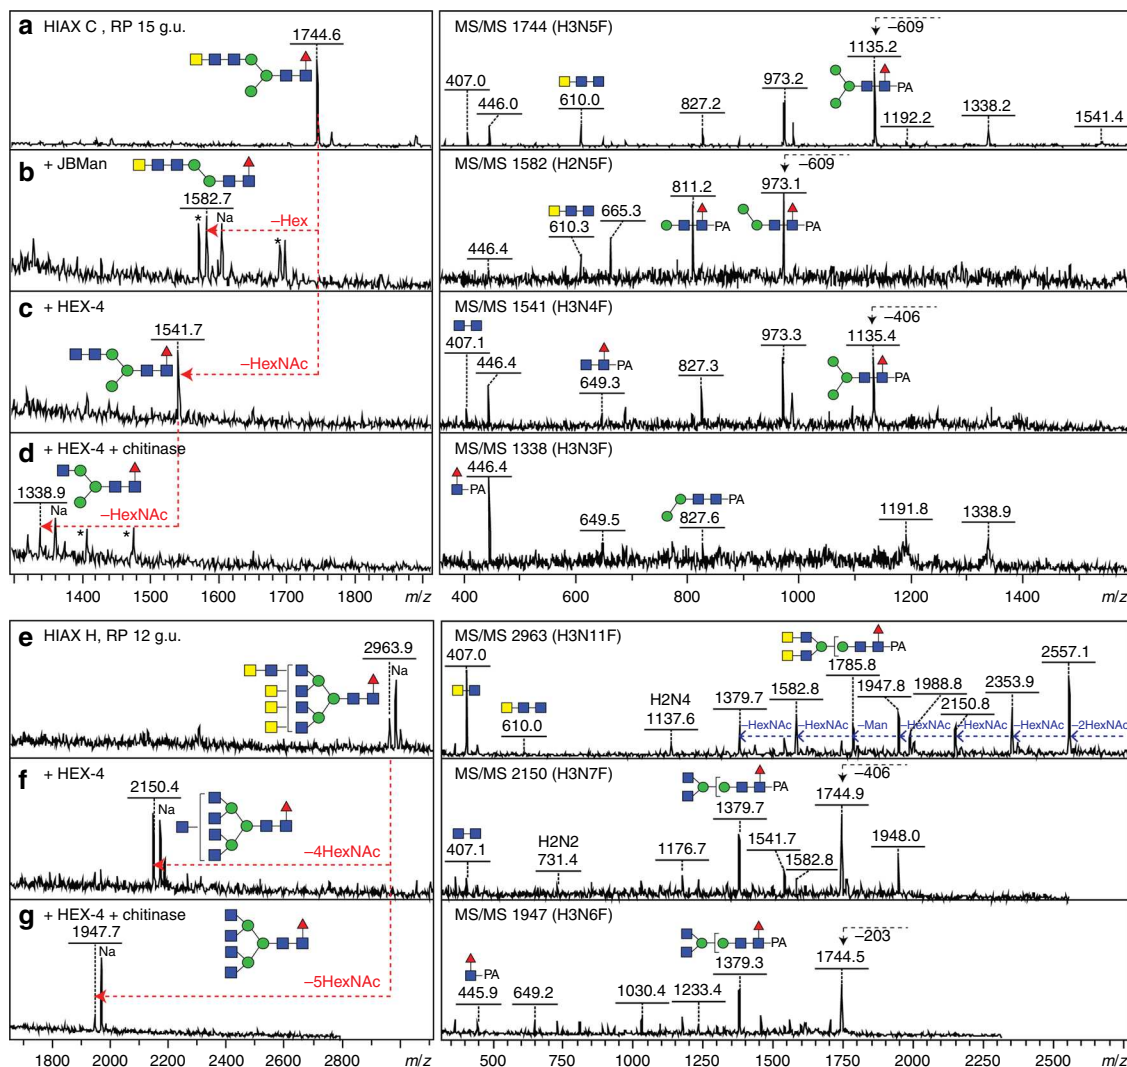 a HIAX C , RP 15 g.u.
1744.6
MS/MS 1744 (H3N5F)
407.0
446.0
610.0
827.2
973.2
–609
1135.2
PA
1192.2
1338.2
1541.4
b + JBMan
1582.7
* Na *
–Hex
MS/MS 1582 (H2N5F)
446.4
610.3
665.3
811.2
PA
–609
973.1
PA
c + HEX-4
1541.7
–HexNAc
MS/MS 1541 (H3N4F)
407.1
446.4
PA
649.3
827.3
973.3
–406
1135.4
PA
d + HEX-4 + chitinase
1338.9
Na
* *
–HexNAc
MS/MS 1338 (H3N3F)
446.4
PA
649.5
PA
827.6
1191.8
1338.9
1400 1500 1600 1700 1800 m/z
400 600 800 1000 1200 1400 m/z
e HIAX H, RP 12 g.u.
2963.9
Na
MS/MS 2963 (H3N11F)
407.0
610.0
H2N4
1137.6
1379.7
1582.8
PA
1785.8
1947.8
1988.8
2150.8
2353.9
2557.1
–HexNAc –HexNAc –Man –HexNAc –HexNAc –HexNAc –2HexNAc
f + HEX-4
2150.4
Na
–4HexNAc
MS/MS 2150 (H3N7F)
407.1
H2N2
731.4
1176.7
PA
1379.7
1541.7
1582.8
–406
1744.9
1948.0
g + HEX-4 + chitinase
1947.7
Na
–5HexNAc
MS/MS 1947 (H3N6F)
PA
445.9
649.2
1030.4
1233.4
PA
1379.3
–203
1744.5
1800 2000 2200 2400 2600 2800 m/z
500 750 1000 1250 1500 1750 2000 2250 2500 m/z